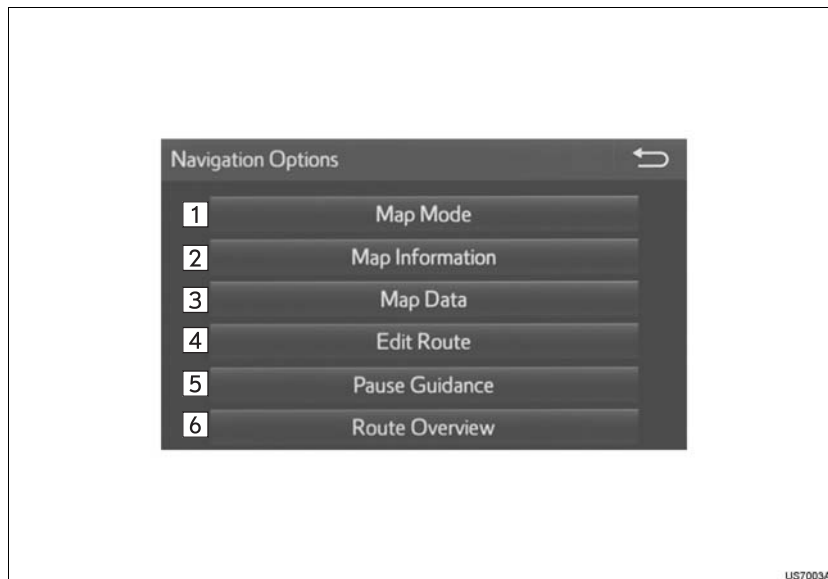 Navigation Options
1 Map Mode
2 Map Information
3 Map Data
4 Edit Route
5 Pause Guidance
6 Route Overview